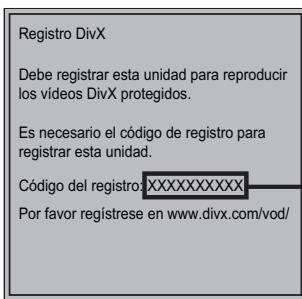 Registro DivX
Debe registrar esta unidad para reproducir
los vídeos DivX protegidos.
Es necesario el código de registro para
registrar esta unidad.
Código del registro: XXXXXXXXXX
Por favor regístrese en www.divx.com/vod/